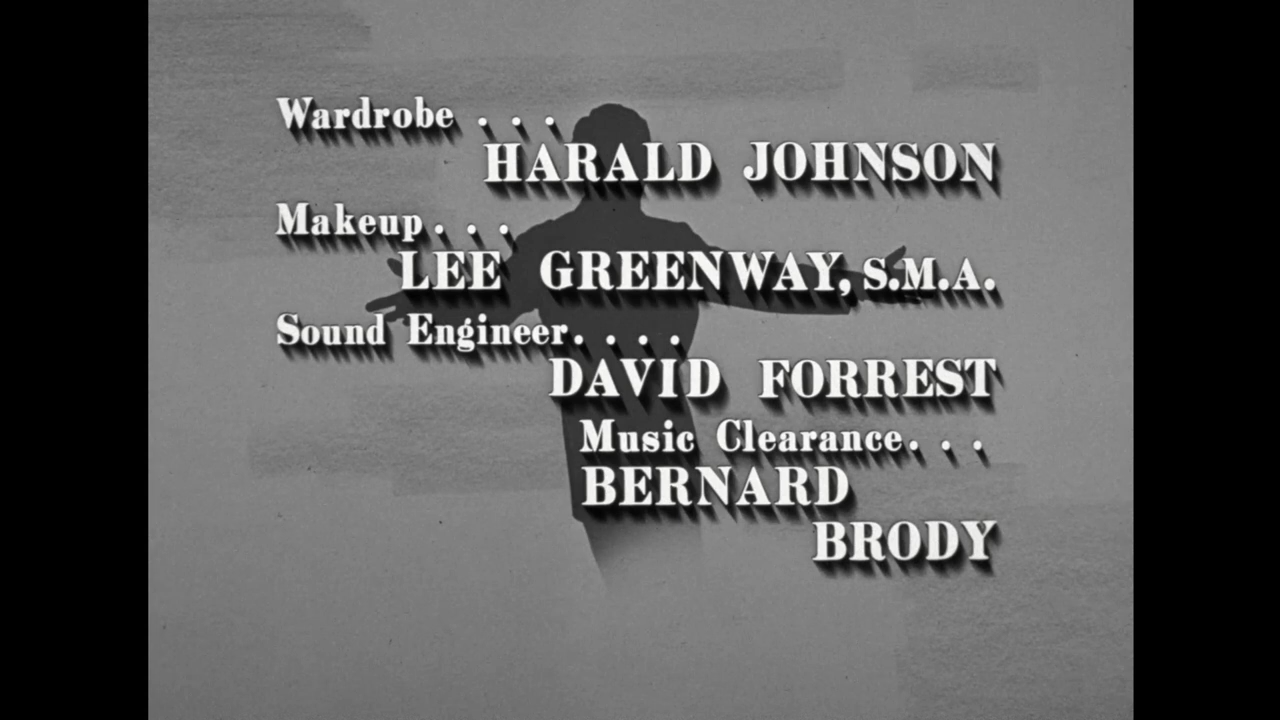 Wardrobe . . .
HARALD JOHNSON
Makeup . . .
LEE GREENWAY, S.M.A.
Sound Engineer. . . .
DAVID FORREST
Music Clearance. . .
BERNARD
BRODY